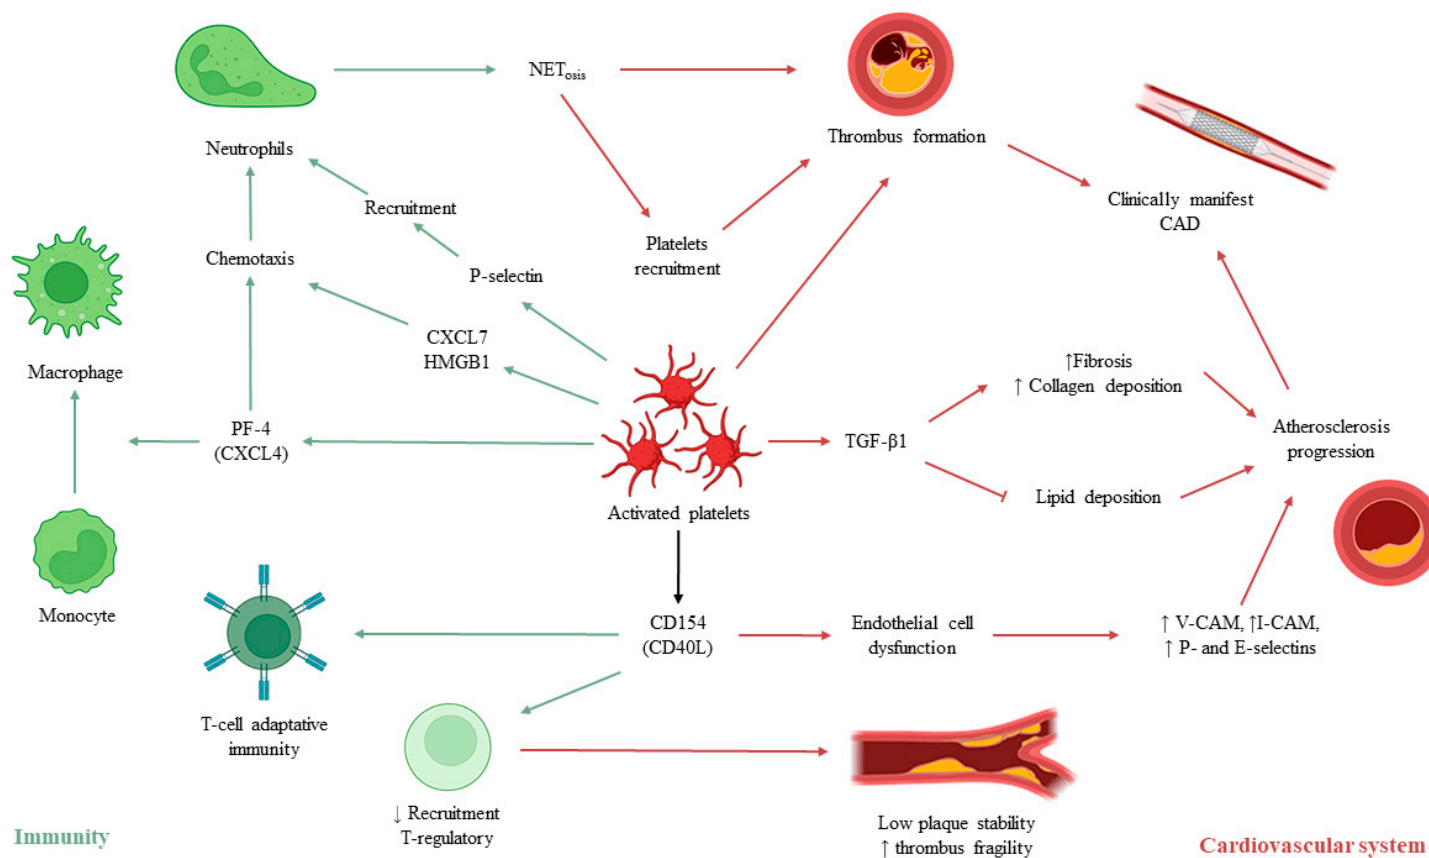 NETosis
Thrombus formation
Neutrophils
Clinically manifest
CAD
Recruitment
Platelets
recruitment
Chemotaxis
P-selectin
CXCL7
HMGB1
Macrophage
↑Fibrosis
↑ Collagen deposition
PF-4
(CXCL4)
TGF-β1
Atherosclerosis
progression
Lipid deposition
Activated platelets
Monocyte
CD154
(CD40L)
Endothelial cell
dysfunction
↑ V-CAM, ↑I-CAM,
↑ P- and E-selectins
T-cell adaptative
immunity
↓ Recruitment
T-regulatory
Low plaque stability
↑ thrombus fragility
Immunity
Cardiovascular system